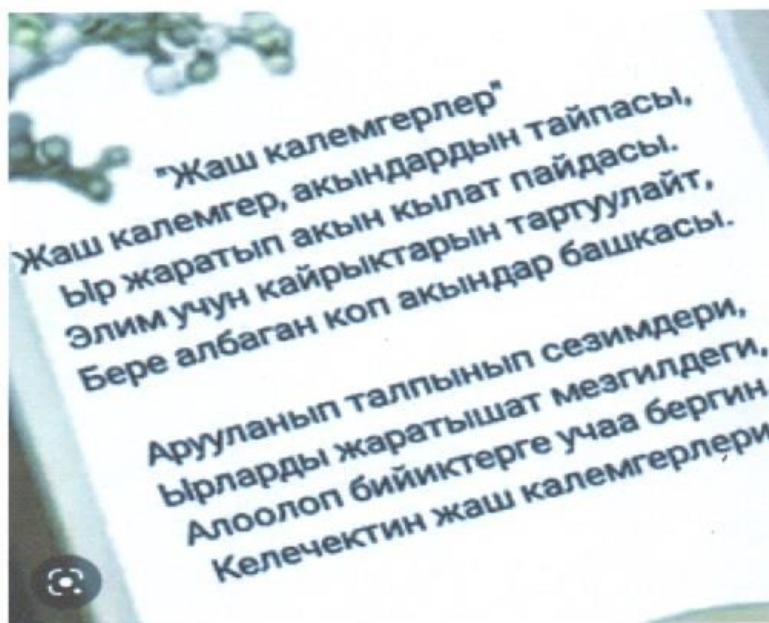 "Жаш калемгерлер"
Жаш калемгер, акындардын тайпасы,
Ыр жаратып акын кылат пайдасы.
Элим учун кайрыктарын тартуулайт,
Бере албаган коп акындар башкасы.
Арууланып талпынып сезимдери,
Ырларды жаратышат мезгилдеги,
Алоолоп бийиктерге учаа бергин
Келечектин жаш калемгерлери